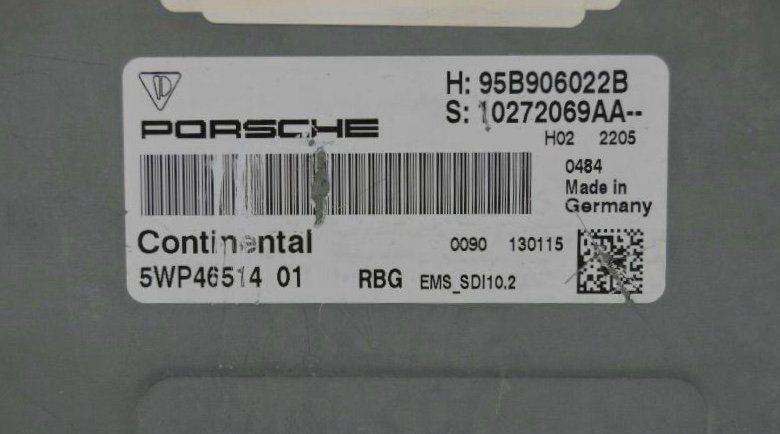 H: 95B906022B
S: 10272069AA--
PORSCHE
H02 2205
0484
Made in
Germany
Continental
0090 130115
5WP46514 01
RBG EMS_SDI10.2